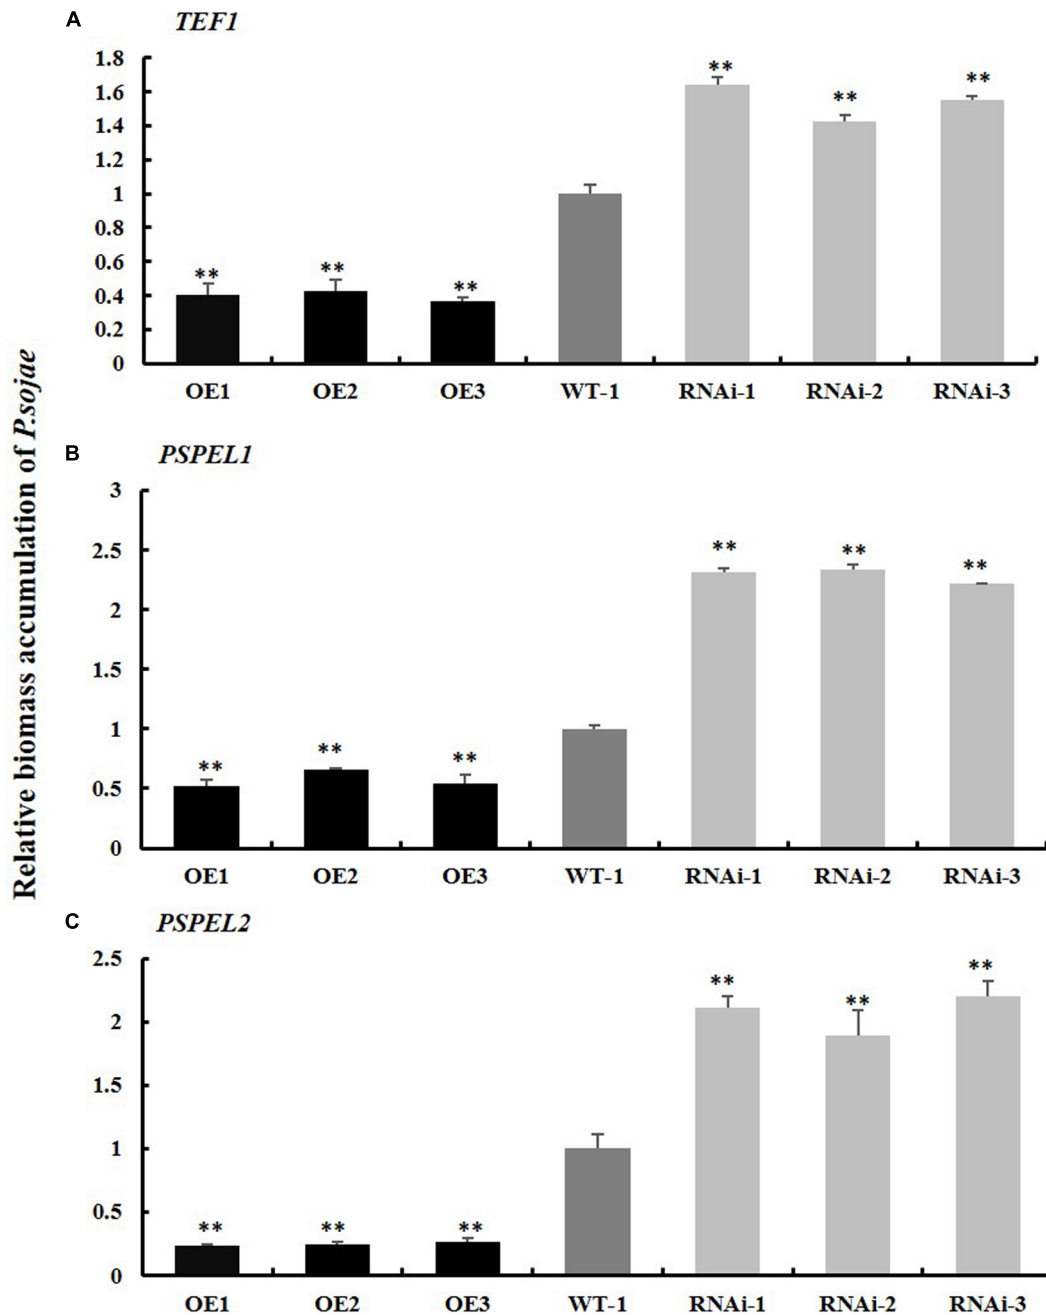 A
TEF1
1.8
1.6
1.4
1.2
1
0.8
0.6
0.4
0.2
0
** ** ** ** ** **
OE1 OE2 OE3 WT-1 RNAi-1 RNAi-2 RNAi-3
Relative biomass accumulation of P.sojae
B
PSPEL1
3
2.5
2
1.5
1
0.5
0
** ** ** ** ** **
OE1 OE2 OE3 WT-1 RNAi-1 RNAi-2 RNAi-3
C
PSPEL2
2.5
2
1.5
1
0.5
0
** ** ** ** ** **
OE1 OE2 OE3 WT-1 RNAi-1 RNAi-2 RNAi-3